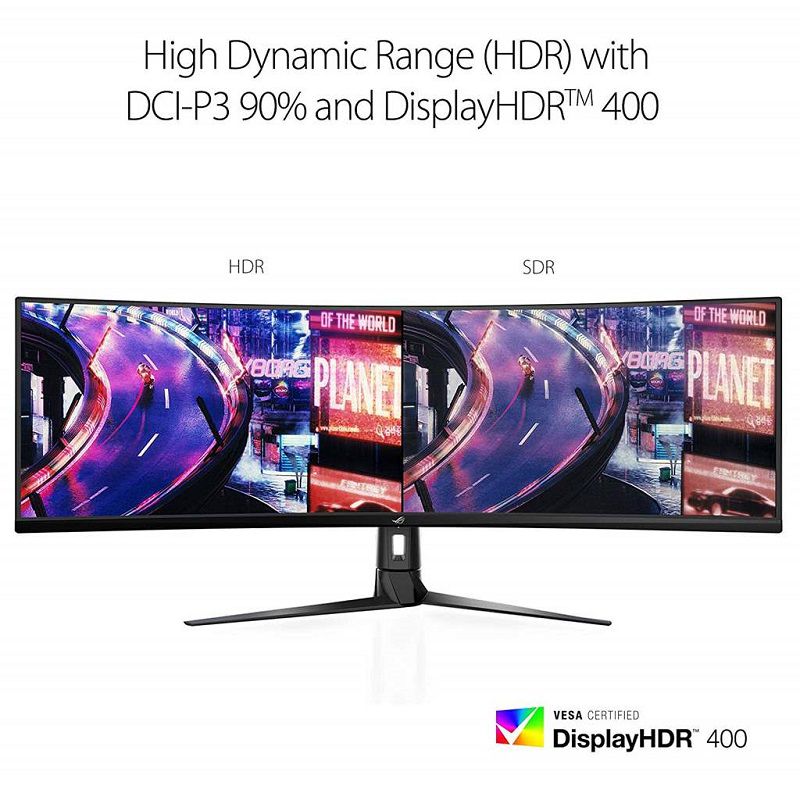 High Dynamic Range (HDR) with
DCI-P3 90% and DisplayHDR™ 400
HDR
SDR
OF THE WORLD
PLANET
OF THE WORLD
YBORG
PLANET
VESA CERTIFIED
DisplayHDR™ 400